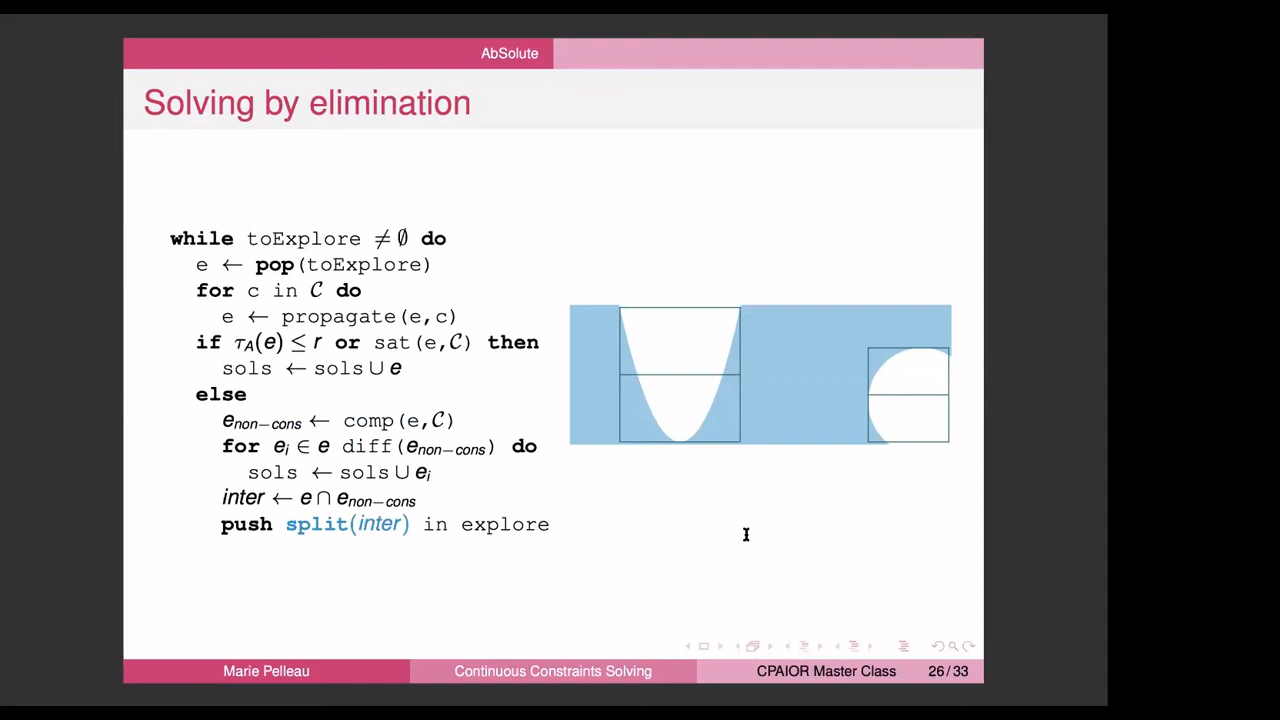 AbSolute
Solving by elimination
while toExplore ≠ ∅ do
e ← pop(toExplore)
for c in 𝒞 do
e ← propagate(e,c)
if τ_A(e) ≤ r or sat(e,𝒞) then
sols ← sols ∪ e
else
e_non−cons ← comp(e,𝒞)
for e_i ∈ e diff(e_non−cons) do
sols ← sols ∪ e_i
inter ← e ∩ e_non−cons
push split(inter) in explore
Marie Pelleau Continuous Constraints Solving CPAIOR Master Class 26/33